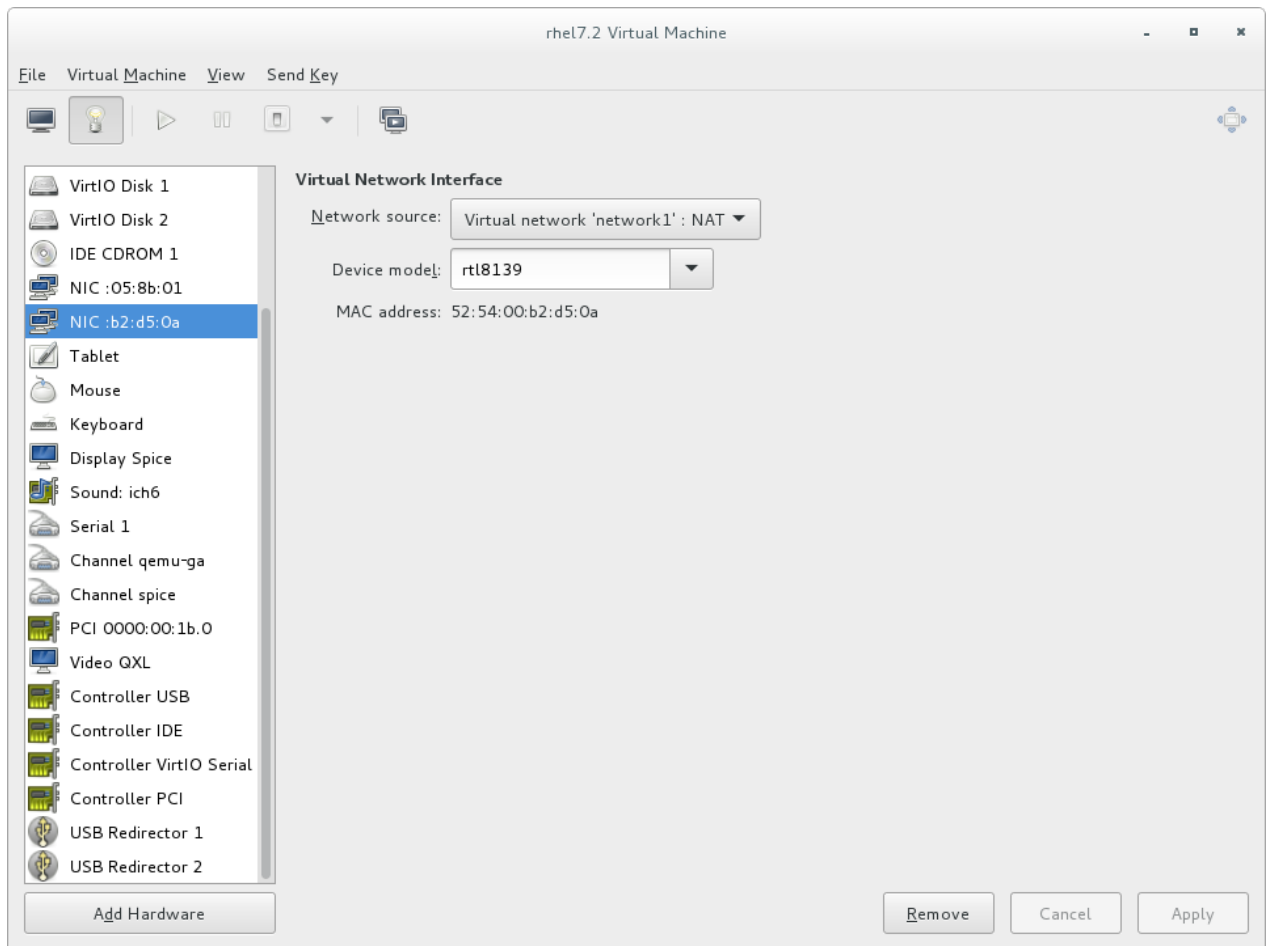 rhel7.2 Virtual Machine
File Virtual Machine View Send Key
VirtIO Disk 1
VirtIO Disk 2
IDE CDROM 1
NIC :05:8b:01
NIC :b2:d5:0a
Tablet
Mouse
Keyboard
Display Spice
Sound: ich6
Serial 1
Channel qemu-ga
Channel spice
PCI 0000:00:1b.0
Video QXL
Controller USB
Controller IDE
Controller VirtIO Serial
Controller PCI
USB Redirector 1
USB Redirector 2
Add Hardware
Virtual Network Interface
Network source: Virtual network 'network1' : NAT
Device model: rtl8139
MAC address: 52:54:00:b2:d5:0a
Remove Cancel Apply